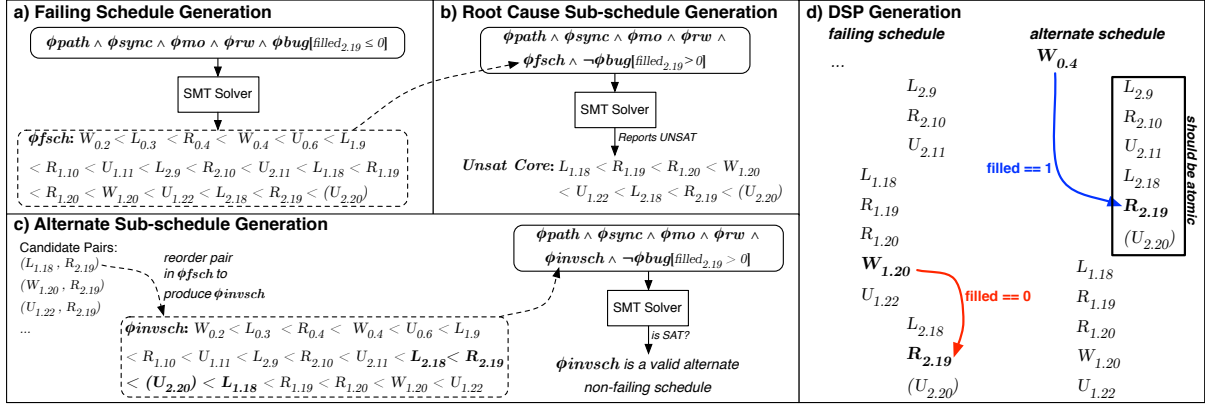 a) Failing Schedule Generation
ϕpath ∧ ϕsync ∧ ϕmo ∧ ϕrw ∧ ϕbug[filled2.19 ≤ 0]
SMT Solver
ϕfsch: W0.2 < L0.3 < R0.4 < W0.4 < U0.6 < L1.9
< R1.10 < U1.11 < L2.9 < R2.10 < U2.11 < L1.18 < R1.19
< R1.20 < W1.20 < U1.22 < L2.18 < R2.19 < (U2.20)
b) Root Cause Sub-schedule Generation
ϕpath ∧ ϕsync ∧ ϕmo ∧ ϕrw ∧
ϕfsch ∧ ¬ϕbug[filled2.19 > 0]
SMT Solver
Reports UNSAT
Unsat Core: L1.18 < R1.19 < R1.20 < W1.20
< U1.22 < L2.18 < R2.19 < (U2.20)
c) Alternate Sub-schedule Generation
Candidate Pairs:
(L1.18 , R2.19)
(W1.20 , R2.19)
(U1.22 , R2.19)
...
reorder pair
in ϕfsch to
produce ϕinvsch
ϕinvsch: W0.2 < L0.3 < R0.4 < W0.4 < U0.6 < L1.9
< R1.10 < U1.11 < L2.9 < R2.10 < U2.11 < L2.18 < R2.19
< (U2.20) < L1.18 < R1.19 < R1.20 < W1.20 < U1.22
ϕpath ∧ ϕsync ∧ ϕmo ∧ ϕrw ∧
ϕinvsch ∧ ¬ϕbug[filled2.19 > 0]
SMT Solver
is SAT?
ϕinvsch is a valid alternate
non-failing schedule
d) DSP Generation
failing schedule
...
L2.9
R2.10
U2.11
L1.18
R1.19
R1.20
W1.20
U1.22
L2.18
R2.19
(U2.20)
filled == 0
alternate schedule
W0.4
filled == 1
L2.9
R2.10
U2.11
L2.18
R2.19
(U2.20)
should be atomic
L1.18
R1.19
R1.20
W1.20
U1.22